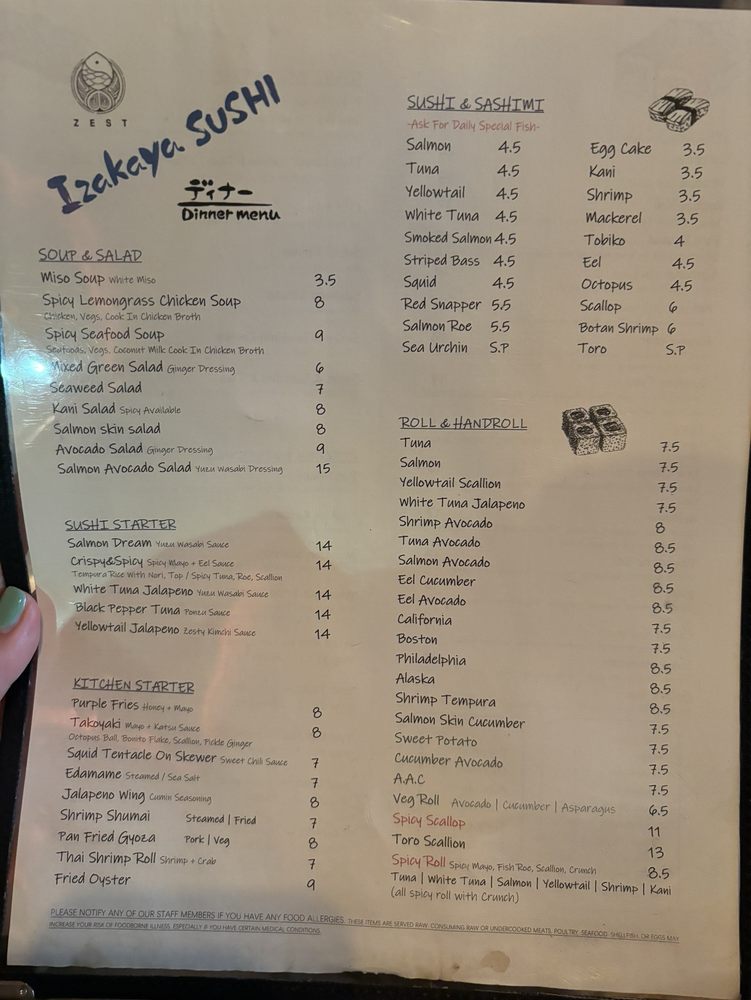 ZEST
Izakaya SUSHI
ディナー
Dinner menu
SOUP & SALAD
Miso Soup White Miso 3.5
Spicy Lemongrass Chicken Soup 8
Chicken, Vegs, Cook In Chicken Broth
Spicy Seafood Soup 9
Seafoods, Vegs, Coconut Milk Cook In Chicken Broth
Mixed Green Salad Ginger Dressing 6
Seaweed Salad 7
Kani Salad Spicy Available 8
Salmon skin salad 8
Avocado Salad Ginger Dressing 9
Salmon Avocado Salad Yuzu Wasabi Dressing 15
SUSHI STARTER
Salmon Dream Yuzu Wasabi Sauce 14
Crispy&Spicy Spicy Mayo + Eel Sauce 14
Tempura Rice With Nori, Top / Spicy Tuna, Roe, Scallion
White Tuna Jalapeno Yuzu Wasabi Sauce 14
Black Pepper Tuna Ponzu Sauce 14
Yellowtail Jalapeno Zesty Kimchi Sauce 14
KITCHEN STARTER
Purple Fries Honey + Mayo 8
Takoyaki Mayo + Katsu Sauce 8
Octopus Ball, Bonito Flake, Scallion, Pickle Ginger
Squid Tentacle On Skewer Sweet Chili Sauce 7
Edamame Steamed / Sea Salt 7
Jalapeno Wing Cumin Seasoning 8
Shrimp Shumai Steamed | Fried 7
Pan Fried Gyoza Pork | Veg 8
Thai Shrimp Roll Shrimp + Crab 7
Fried Oyster 9
SUSHI & SASHIMI
-Ask For Daily Special Fish-
Salmon 4.5 Egg Cake 3.5
Tuna 4.5 Kani 3.5
Yellowtail 4.5 Shrimp 3.5
White Tuna 4.5 Mackerel 3.5
Smoked Salmon 4.5 Tobiko 4
Striped Bass 4.5 Eel 4.5
Squid 4.5 Octopus 4.5
Red Snapper 5.5 Scallop 6
Salmon Roe 5.5 Botan Shrimp 6
Sea Urchin S.P Toro S.P
ROLL & HANDROLL
Tuna 7.5
Salmon 7.5
Yellowtail Scallion 7.5
White Tuna Jalapeno 7.5
Shrimp Avocado 8
Tuna Avocado 8.5
Salmon Avocado 8.5
Eel Cucumber 8.5
Eel Avocado 8.5
California 7.5
Boston 7.5
Philadelphia 8.5
Alaska 8.5
Shrimp Tempura 8.5
Salmon Skin Cucumber 7.5
Sweet Potato 7.5
Cucumber Avocado 7.5
A.A.C 7.5
Veg Roll Avocado | Cucumber | Asparagus 6.5
Spicy Scallop 11
Toro Scallion 13
Spicy Roll Spicy Mayo, Fish Roe, Scallion, Crunch 8.5
Tuna | White Tuna | Salmon | Yellowtail | Shrimp | Kani
(all spicy roll with Crunch)
PLEASE NOTIFY ANY OF OUR STAFF MEMBERS IF YOU HAVE ANY FOOD ALLERGIES. THESE ITEMS ARE SERVED RAW. CONSUMING RAW OR UNDERCOOKED MEATS, POULTRY, SEAFOOD, SHELLFISH, OR EGGS MAY
INCREASE YOUR RISK OF FOODBORNE ILLNESS, ESPECIALLY IF YOU HAVE CERTAIN MEDICAL CONDITIONS.